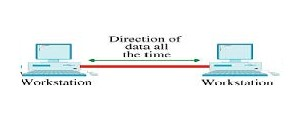 Direction of
data all
the time
Workstation
Workstation